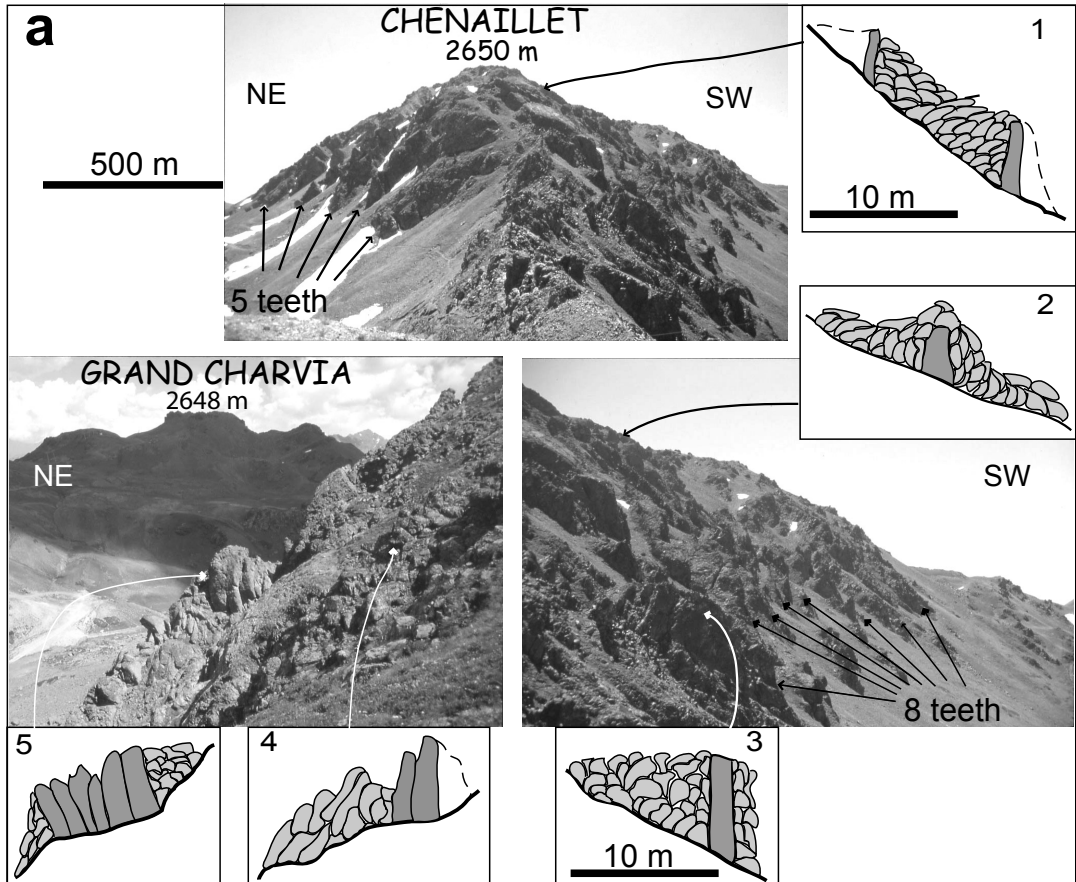 a
CHENAILLET
2650 m
1
NE
SW
500 m
10 m
5 teeth
2
GRAND CHARVIA
2648 m
NE
SW
8 teeth
5
4
3
10 m